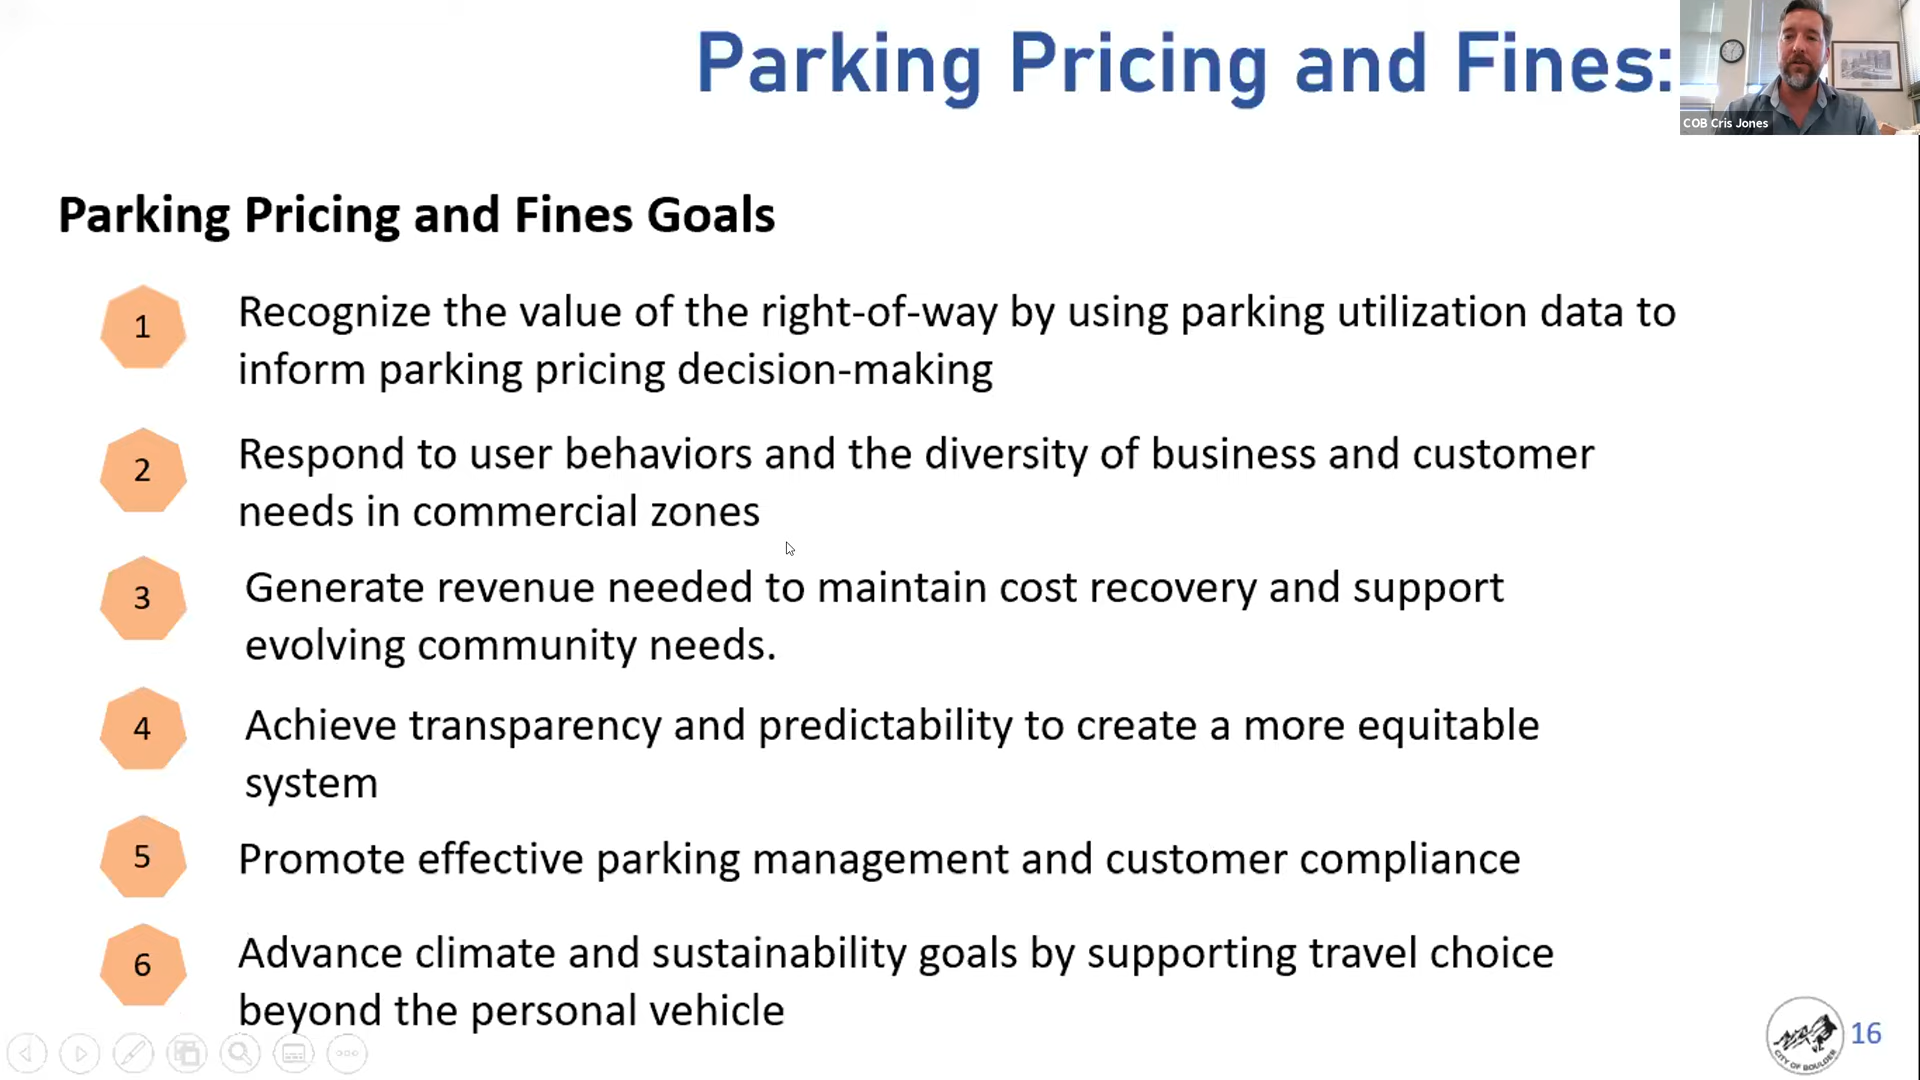 Parking Pricing and Fines:
COB Cris Jones
Parking Pricing and Fines Goals
1
Recognize the value of the right-of-way by using parking utilization data to
inform parking pricing decision-making
2
Respond to user behaviors and the diversity of business and customer
needs in commercial zones
3
Generate revenue needed to maintain cost recovery and support
evolving community needs.
4
Achieve transparency and predictability to create a more equitable
system
5
Promote effective parking management and customer compliance
6
Advance climate and sustainability goals by supporting travel choice
beyond the personal vehicle
CITY OF BOULDER
16